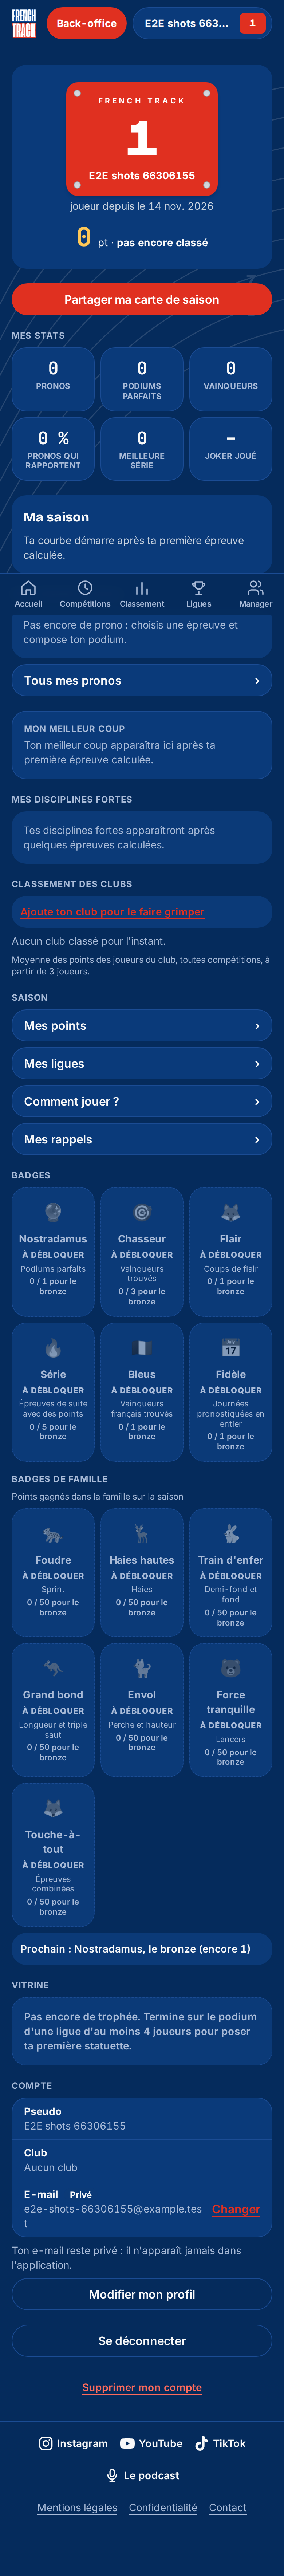 FRENCH
TRACK
Back-office
E2E shots 663...
1
FRENCH TRACK
1
E2E shots 66306155
joueur depuis le 14 nov. 2026
0 pt · pas encore classé
Partager ma carte de saison
MES STATS
0
PRONOS
0
PODIUMS
PARFAITS
0
VAINQUEURS
0 %
PRONOS QUI
RAPPORTENT
0
MEILLEURE
SÉRIE
–
JOKER JOUÉ
Ma saison
Ta courbe démarre après ta première épreuve
calculée.
Accueil
Compétitions
Classement
Ligues
Manager
Pas encore de prono : choisis une épreuve et
compose ton podium.
Tous mes pronos ›
MON MEILLEUR COUP
Ton meilleur coup apparaîtra ici après ta
première épreuve calculée.
MES DISCIPLINES FORTES
Tes disciplines fortes apparaîtront après
quelques épreuves calculées.
CLASSEMENT DES CLUBS
Ajoute ton club pour le faire grimper
Aucun club classé pour l'instant.
Moyenne des points des joueurs du club, toutes compétitions, à
partir de 3 joueurs.
SAISON
Mes points ›
Mes ligues ›
Comment jouer ? ›
Mes rappels ›
BADGES
Nostradamus
À DÉBLOQUER
Podiums parfaits
0 / 1 pour le
bronze
Chasseur
À DÉBLOQUER
Vainqueurs
trouvés
0 / 3 pour le
bronze
Flair
À DÉBLOQUER
Coups de flair
0 / 1 pour le
bronze
Série
À DÉBLOQUER
Épreuves de suite
avec des points
0 / 5 pour le
bronze
Bleus
À DÉBLOQUER
Vainqueurs
français trouvés
0 / 1 pour le
bronze
Fidèle
À DÉBLOQUER
Journées
pronostiquées en
entier
0 / 1 pour le
bronze
BADGES DE FAMILLE
Points gagnés dans la famille sur la saison
Foudre
À DÉBLOQUER
Sprint
0 / 50 pour le
bronze
Haies hautes
À DÉBLOQUER
Haies
0 / 50 pour le
bronze
Train d'enfer
À DÉBLOQUER
Demi-fond et
fond
0 / 50 pour le
bronze
Grand bond
À DÉBLOQUER
Longueur et triple
saut
0 / 50 pour le
bronze
Envol
À DÉBLOQUER
Perche et hauteur
0 / 50 pour le
bronze
Force
tranquille
À DÉBLOQUER
Lancers
0 / 50 pour le
bronze
Touche-à-
tout
À DÉBLOQUER
Épreuves
combinées
0 / 50 pour le
bronze
Prochain : Nostradamus, le bronze (encore 1)
VITRINE
Pas encore de trophée. Termine sur le podium
d'une ligue d'au moins 4 joueurs pour poser
ta première statuette.
COMPTE
Pseudo
E2E shots 66306155
Club
Aucun club
E-mail Privé
e2e-shots-66306155@example.tes
t
Changer
Ton e-mail reste privé : il n'apparaît jamais dans
l'application.
Modifier mon profil
Se déconnecter
Supprimer mon compte
Instagram
YouTube
TikTok
Le podcast
Mentions légales
Confidentialité
Contact